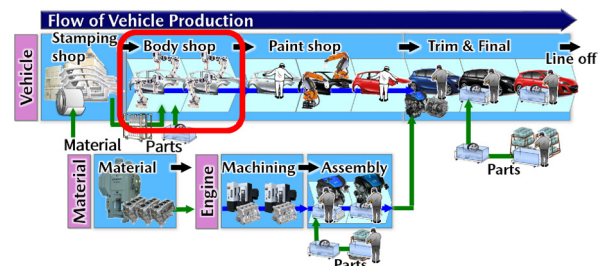 Flow of Vehicle Production
Vehicle
Stamping
shop
Body shop
Paint shop
Trim & Final
Line off
Material
Parts
Parts
Material
Material
Engine
Machining
Assembly
Parts